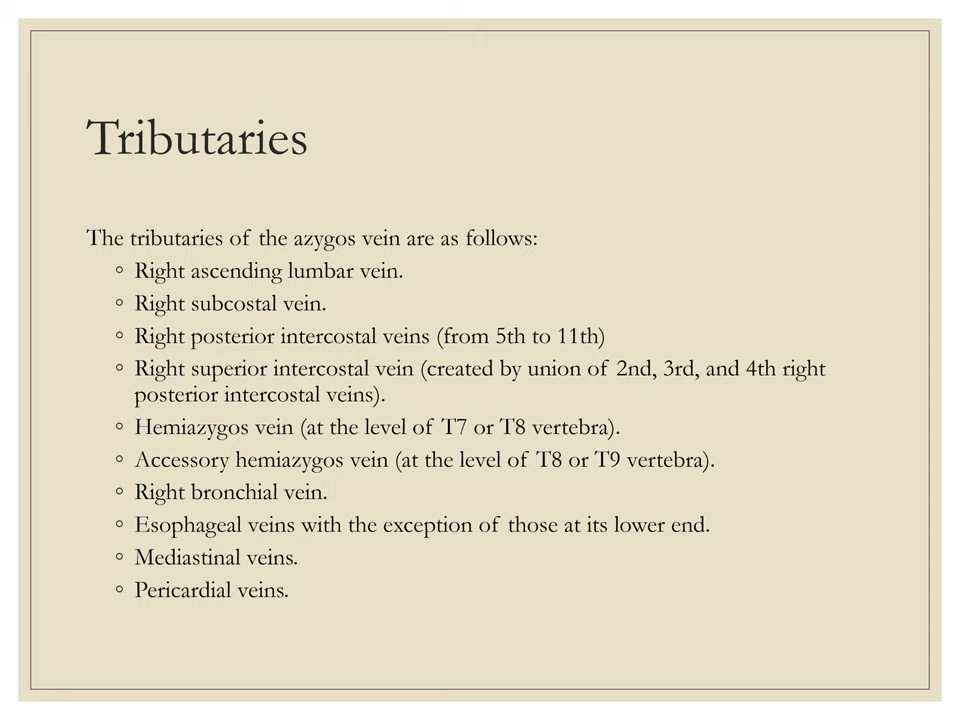 Tributaries
The tributaries of the azygos vein are as follows:
◦ Right ascending lumbar vein.
◦ Right subcostal vein.
◦ Right posterior intercostal veins (from 5th to 11th)
◦ Right superior intercostal vein (created by union of 2nd, 3rd, and 4th right
posterior intercostal veins).
◦ Hemiazygos vein (at the level of T7 or T8 vertebra).
◦ Accessory hemiazygos vein (at the level of T8 or T9 vertebra).
◦ Right bronchial vein.
◦ Esophageal veins with the exception of those at its lower end.
◦ Mediastinal veins.
◦ Pericardial veins.